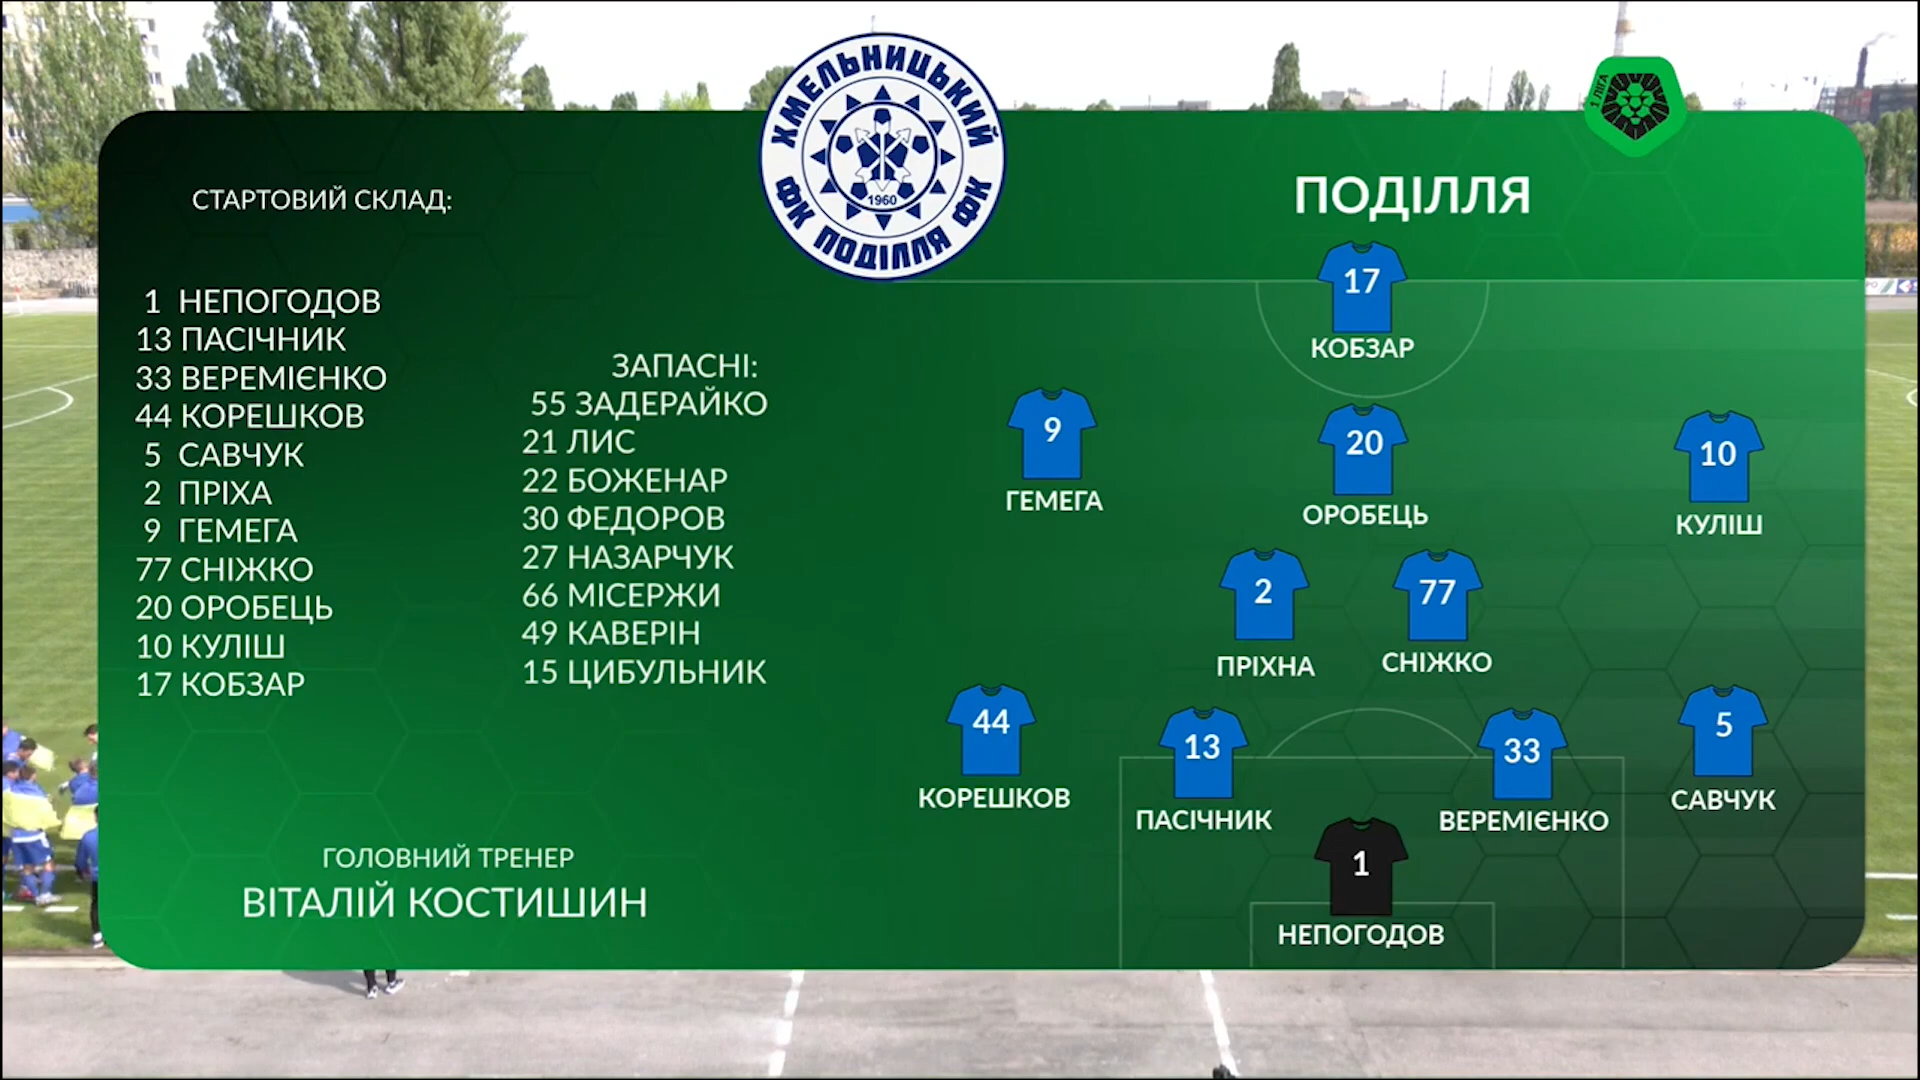 ХМЕЛЬНИЦЬКИЙ
ФК ПОДІЛЛЯ ФК
1960
1 ЛІГА
СТАРТОВИЙ СКЛАД:
1 НЕПОГОДОВ
13 ПАСІЧНИК
33 ВЕРЕМІЄНКО
44 КОРЕШКОВ
5 САВЧУК
2 ПРІХА
9 ГЕМЕГА
77 СНІЖКО
20 ОРОБЕЦЬ
10 КУЛІШ
17 КОБЗАР
ЗАПАСНІ:
55 ЗАДЕРАЙКО
21 ЛИС
22 БОЖЕНАР
30 ФЕДОРОВ
27 НАЗАРЧУК
66 МІСЕРЖИ
49 КАВЕРІН
15 ЦИБУЛЬНИК
ГОЛОВНИЙ ТРЕНЕР
ВІТАЛІЙ КОСТИШИН
ПОДІЛЛЯ
17
КОБЗАР
9
ГЕМЕГА
20
ОРОБЕЦЬ
10
КУЛІШ
2
ПРІХНА
77
СНІЖКО
44
КОРЕШКОВ
13
ПАСІЧНИК
33
ВЕРЕМІЄНКО
5
САВЧУК
1
НЕПОГОДОВ